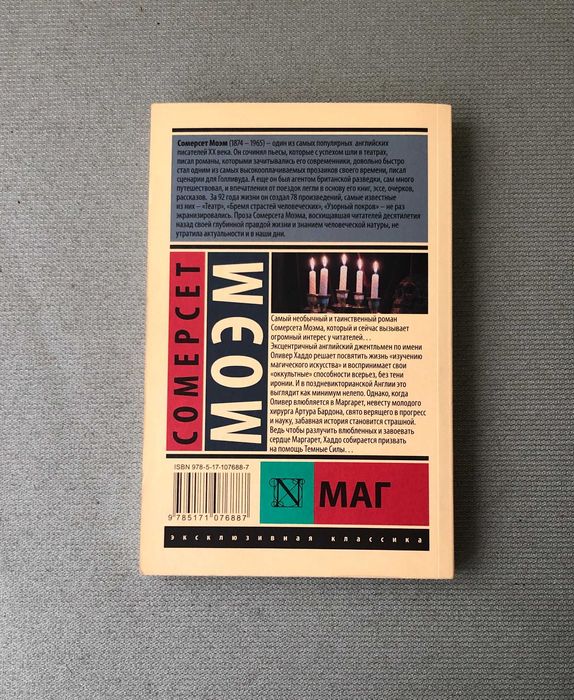 Сомерсет Моэм (1874 – 1965) – один из самых популярных английских
писателей XX века. Он сочинял пьесы, которые с успехом шли в театрах,
писал романы, которыми зачитывались его современники, довольно быстро
стал одним из самых высокооплачиваемых прозаиков своего времени, писал
сценарии для Голливуда. А еще он был агентом британской разведки, сам много
путешествовал, и впечатления от поездок легли в основу его книг, эссе, очерков,
рассказов. За 92 года жизни он создал 78 произведений, самые известные
из них – «Театр», «Бремя страстей человеческих», «Узорный покров» – не раз
экранизировались. Проза Сомерсета Моэма, восхищавшая читателей десятилетия
назад своей глубинной правдой жизни и знанием человеческой натуры, не
утратила актуальности и в наши дни.
СОМЕРСЕТ
МОЭМ
Самый необычный и таинственный роман
Сомерсета Моэма, который и сейчас вызывает
огромный интерес у читателей…
Эксцентричный английский джентльмен по имени
Оливер Хаддо решает посвятить жизнь «изучению
магического искусства» и воспринимает свои
«оккультные» способности всерьез, без тени
иронии. И в поздневикторианской Англии это
выглядит как минимум нелепо. Однако, когда
Оливер влюбляется в Маргарет, невесту молодого
хирурга Артура Бардона, свято верящего в прогресс
и науку, забавная история становится страшной.
Ведь чтобы разлучить влюбленных и завоевать
сердце Маргарет, Хаддо собирается призвать
на помощь Темные Силы…
ISBN 978-5-17-107688-7
9 785171 076887
N
МАГ
эксклюзивная классика